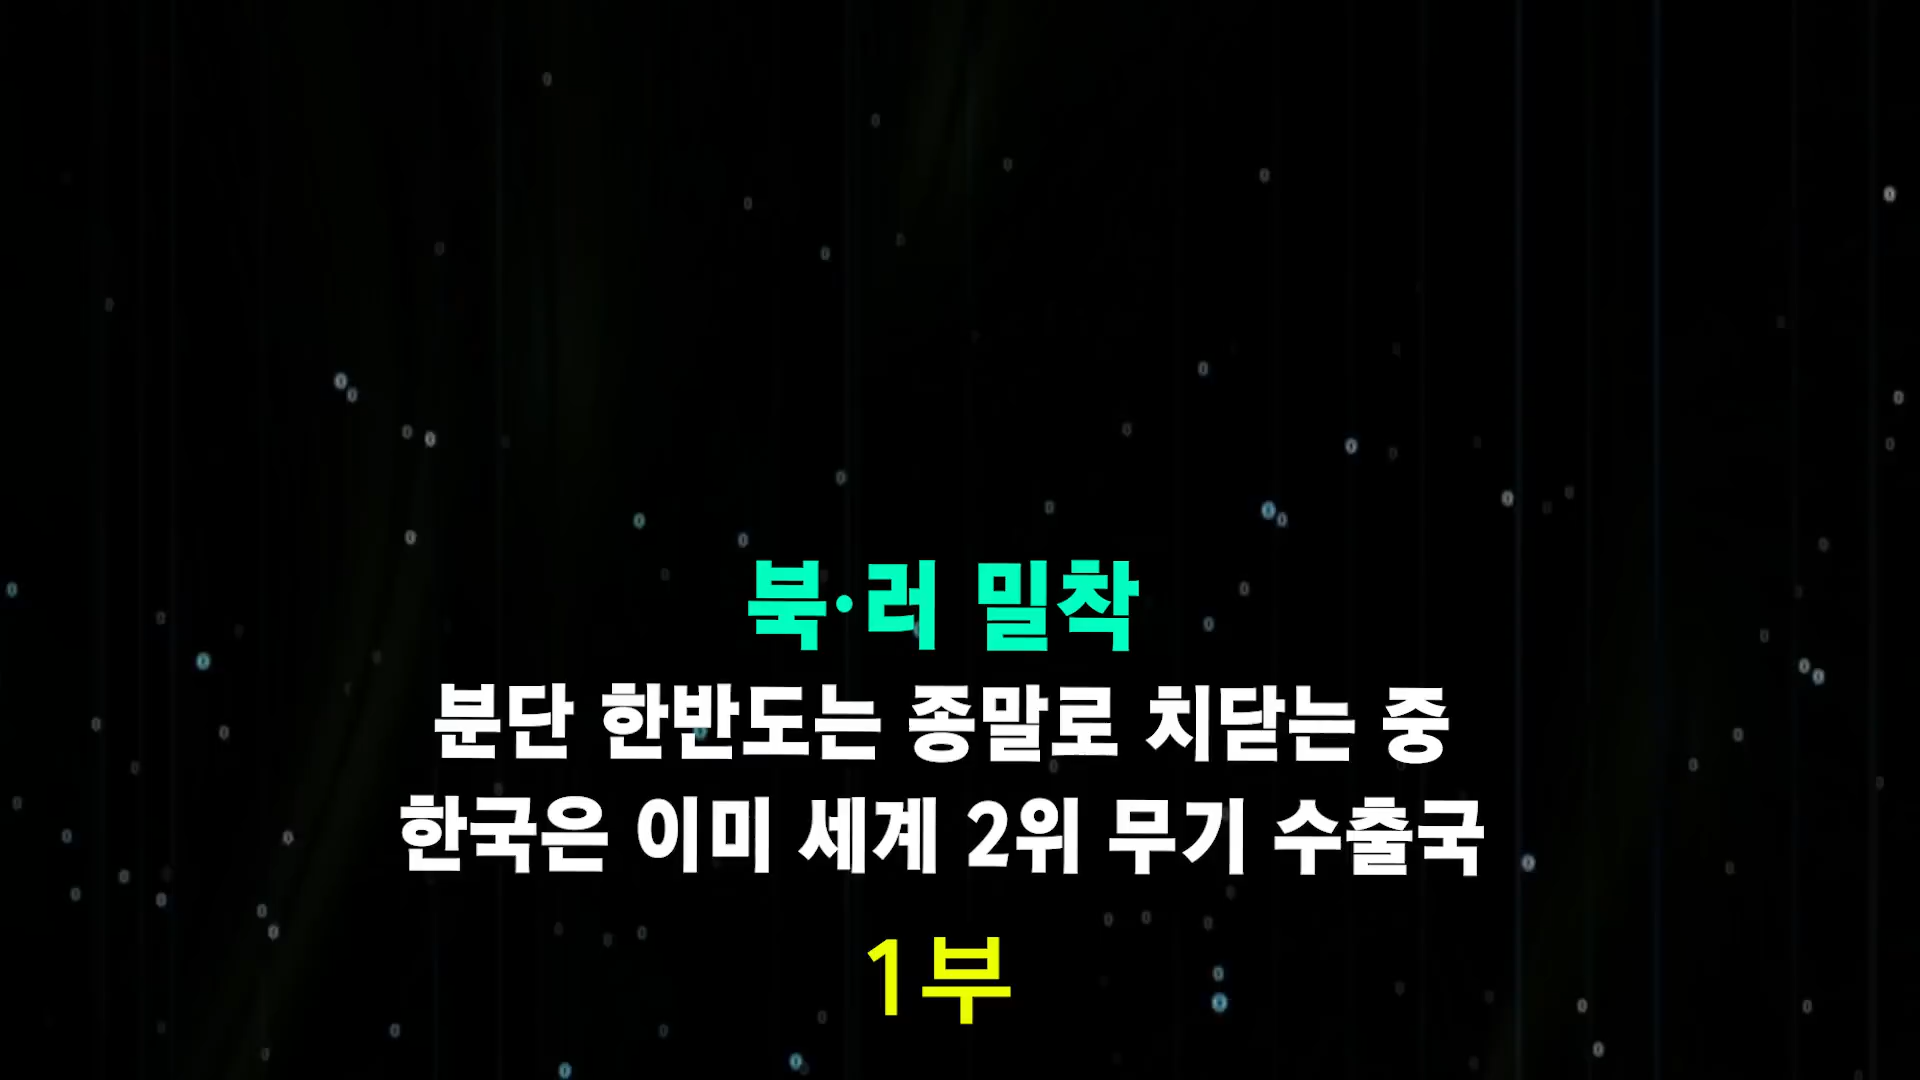 북·러 밀착
분단 한반도는 종말로 치닫는 중
한국은 이미 세계 2위 무기 수출국
1부